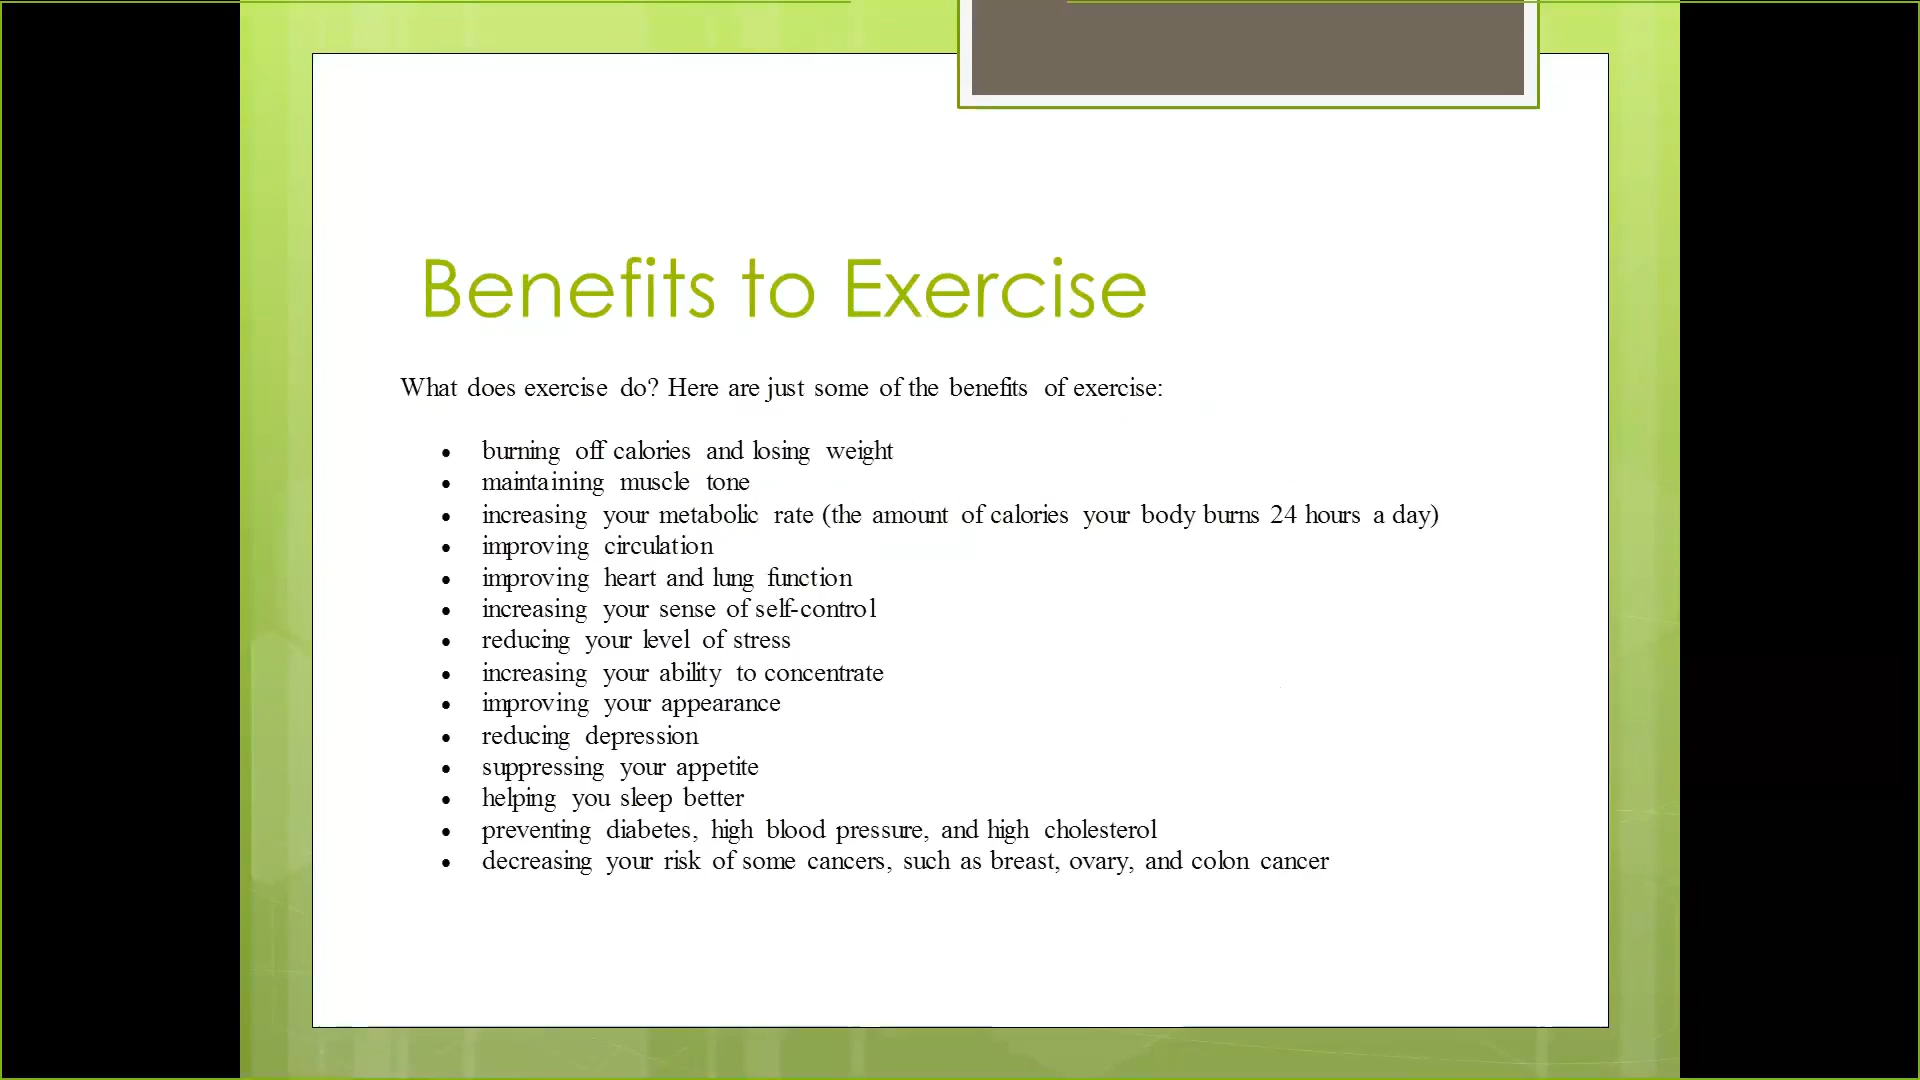 Benefits to Exercise
What does exercise do? Here are just some of the benefits of exercise:
• burning off calories and losing weight
• maintaining muscle tone
• increasing your metabolic rate (the amount of calories your body burns 24 hours a day)
• improving circulation
• improving heart and lung function
• increasing your sense of self-control
• reducing your level of stress
• increasing your ability to concentrate
• improving your appearance
• reducing depression
• suppressing your appetite
• helping you sleep better
• preventing diabetes, high blood pressure, and high cholesterol
• decreasing your risk of some cancers, such as breast, ovary, and colon cancer